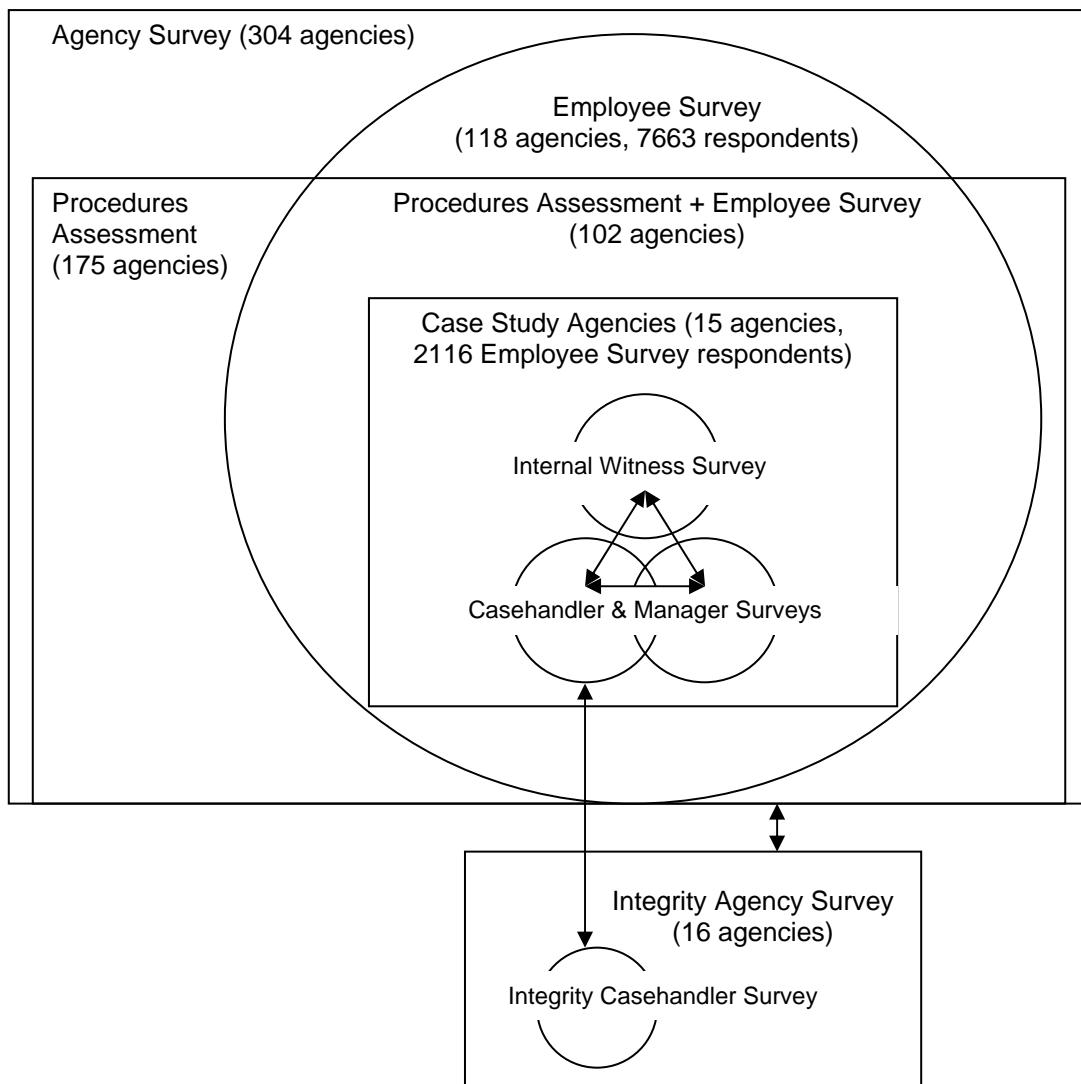 Agency Survey (304 agencies)
Employee Survey
(118 agencies, 7663 respondents)
Procedures
Assessment
(175 agencies)
Procedures Assessment + Employee Survey
(102 agencies)
Case Study Agencies (15 agencies,
2116 Employee Survey respondents)
Internal Witness Survey
Casehandler & Manager Surveys
Integrity Agency Survey
(16 agencies)
Integrity Casehandler Survey